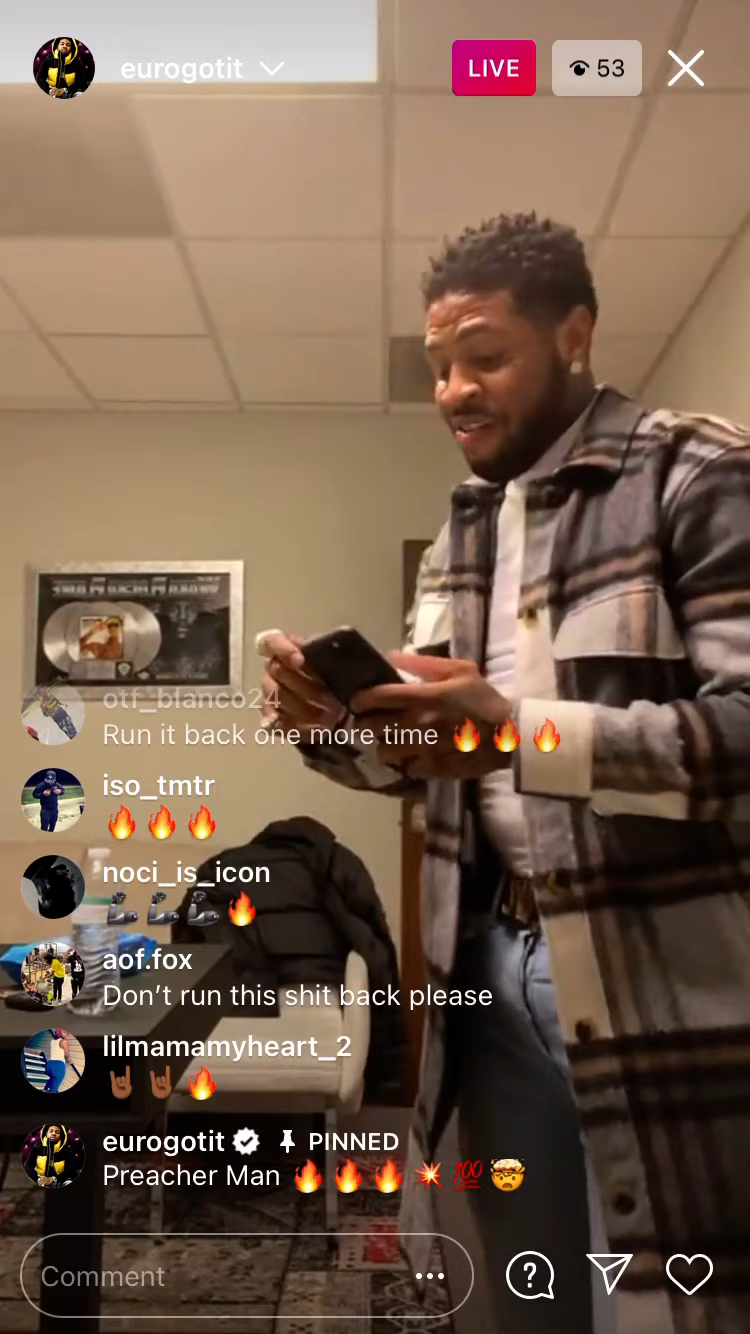 eurogotit
LIVE
53
otf_blanco24
Run it back one more time 🔥🔥🔥
iso_tmtr
🔥🔥🔥
noci_is_icon
🦾🦾🦾🔥
aof.fox
Don’t run this shit back please
lilmamamyheart_2
🤘🏾🤘🏾🔥
eurogotit PINNED
Preacher Man 🔥🔥🔥💥💯🤯
Comment